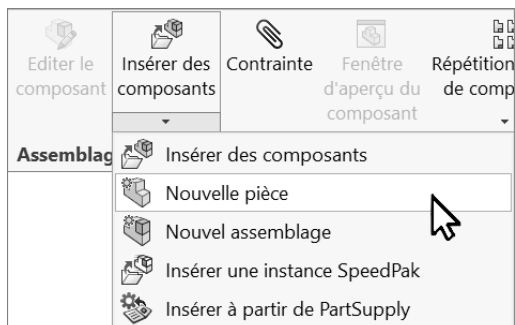 Editer le
composant
Insérer des
composants
Contrainte
Fenêtre
d'aperçu du
composant
Répétition
de comp
Assemblag
Insérer des composants
Nouvelle pièce
Nouvel assemblage
Insérer une instance SpeedPak
Insérer à partir de PartSupply